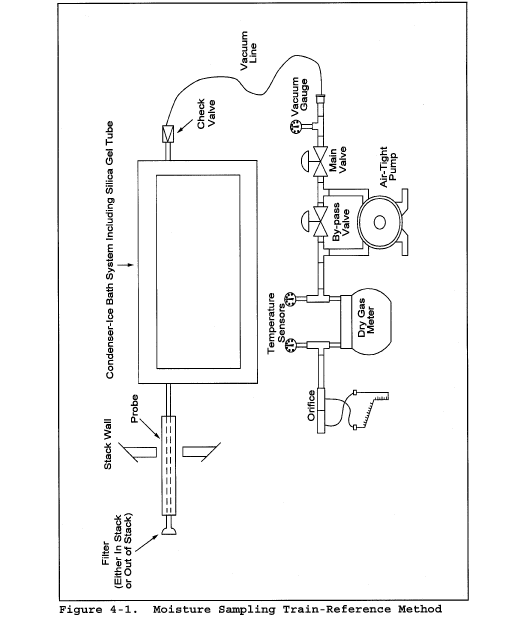 Filter
(Either In Stack
or Out of Stack)
Stack Wall
Probe
Condenser-Ice Bath System Including Silica Gel Tube
Check
Valve
Vacuum
Line
Orifice
Temperature
Sensors
Dry Gas
Meter
By-pass
Valve
Air-Tight
Pump
Main
Valve
Vacuum
Gauge
Figure 4-1. Moisture Sampling Train-Reference Method